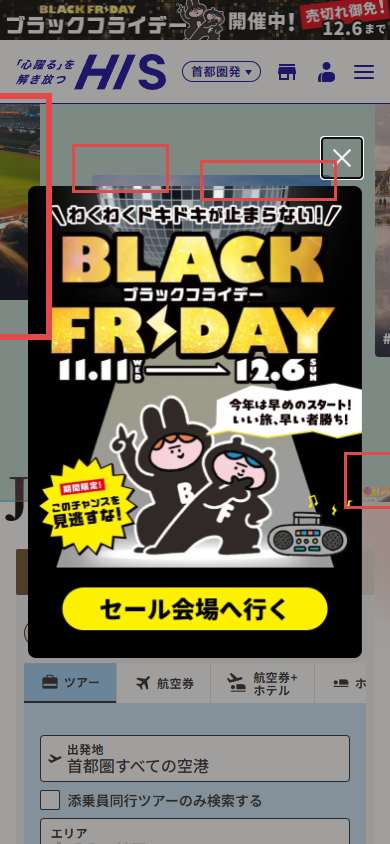 BLACK FRIDAY
ブラックフライデー
開催中!
売切れ御免!
12.6まで
「心躍る」を
解き放つ
HIS
首都圏発
わくわくドキドキが止まらない!
BLACK
ブラックフライデー
FRIDAY
11.11 WED 12.6 SUN
今年は早めのスタート!
いい旅、早い者勝ち!
期間限定!
このチャンスを
見逃すな!
B F
セール会場へ行く
J
#
ツアー
航空券
航空券+
ホテル
ホ
出発地
首都圏すべての空港
添乗員同行ツアーのみ検索する
エリア